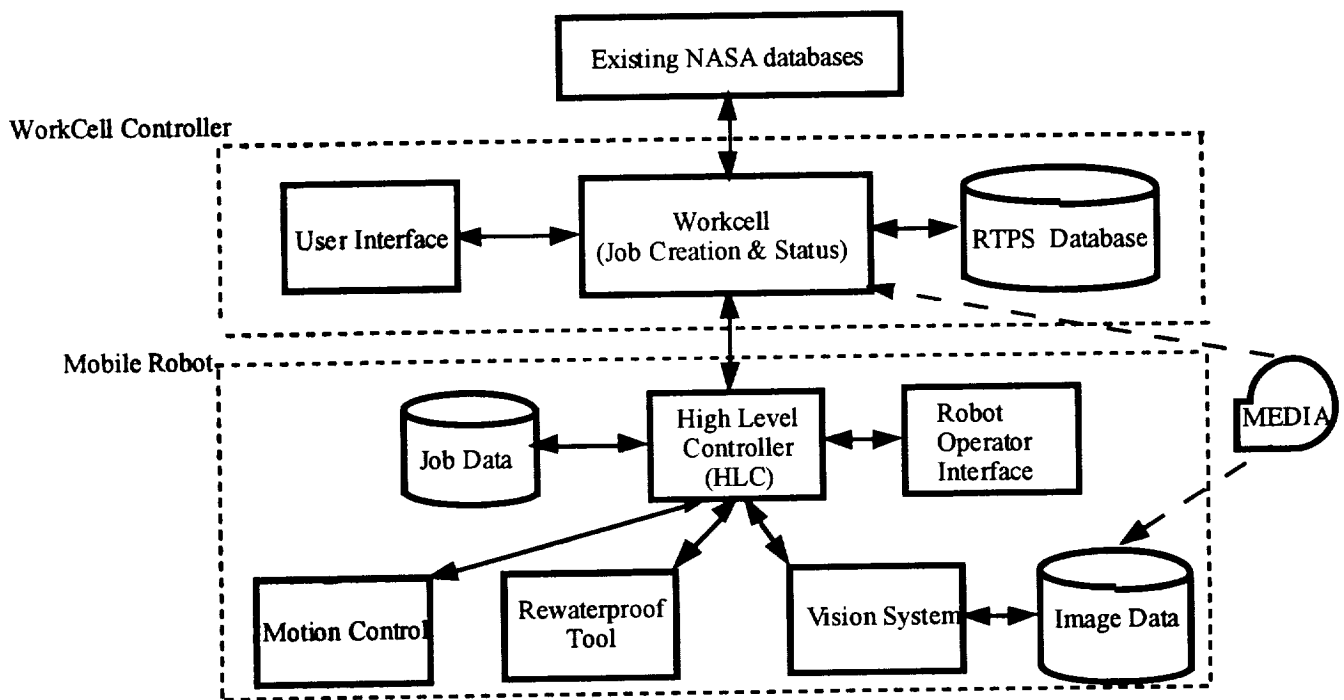 Existing NASA databases
WorkCell Controller
User Interface
Workcell
(Job Creation & Status)
RTPS Database
Mobile Robot
Job Data
High Level
Controller
(HLC)
Robot
Operator
Interface
MEDIA
Motion Control
Rewaterproof
Tool
Vision System
Image Data